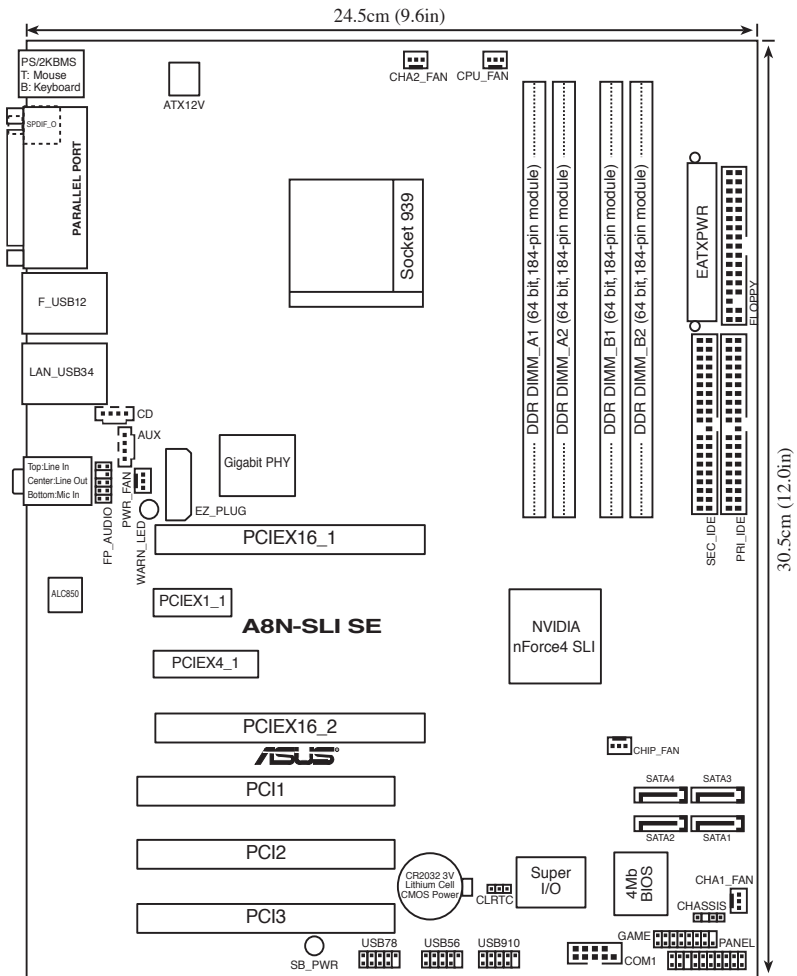 24.5cm (9.6in)
PS/2KBMS
T: Mouse
B: Keyboard
ATX12V
CHA2_FAN
CPU_FAN
SPDIF_O
PARALLEL PORT
Socket 939
DDR DIMM_A1 (64 bit,184-pin module)
DDR DIMM_A2 (64 bit,184-pin module)
DDR DIMM_B1 (64 bit,184-pin module)
DDR DIMM_B2 (64 bit,184-pin module)
EATXPWR
FLOPPY
F_USB12
LAN_USB34
CD
AUX
Top:Line In
Center:Line Out
Bottom:Mic In
FP_AUDIO
PWR_FAN
WARN_LED
EZ_PLUG
Gigabit PHY
SEC_IDE
PRI_IDE
30.5cm (12.0in)
PCIEX16_1
ALC850
PCIEX1_1
A8N-SLI SE
NVIDIA
nForce4 SLI
PCIEX4_1
PCIEX16_2
ASUS
CHIP_FAN
SATA4
SATA3
SATA2
SATA1
PCI1
PCI2
CR2032 3V
Lithium Cell
CMOS Power
CLRTC
Super
I/O
4Mb
BIOS
CHA1_FAN
CHASSIS
PCI3
SB_PWR
USB78
USB56
USB910
COM1
GAME
PANEL